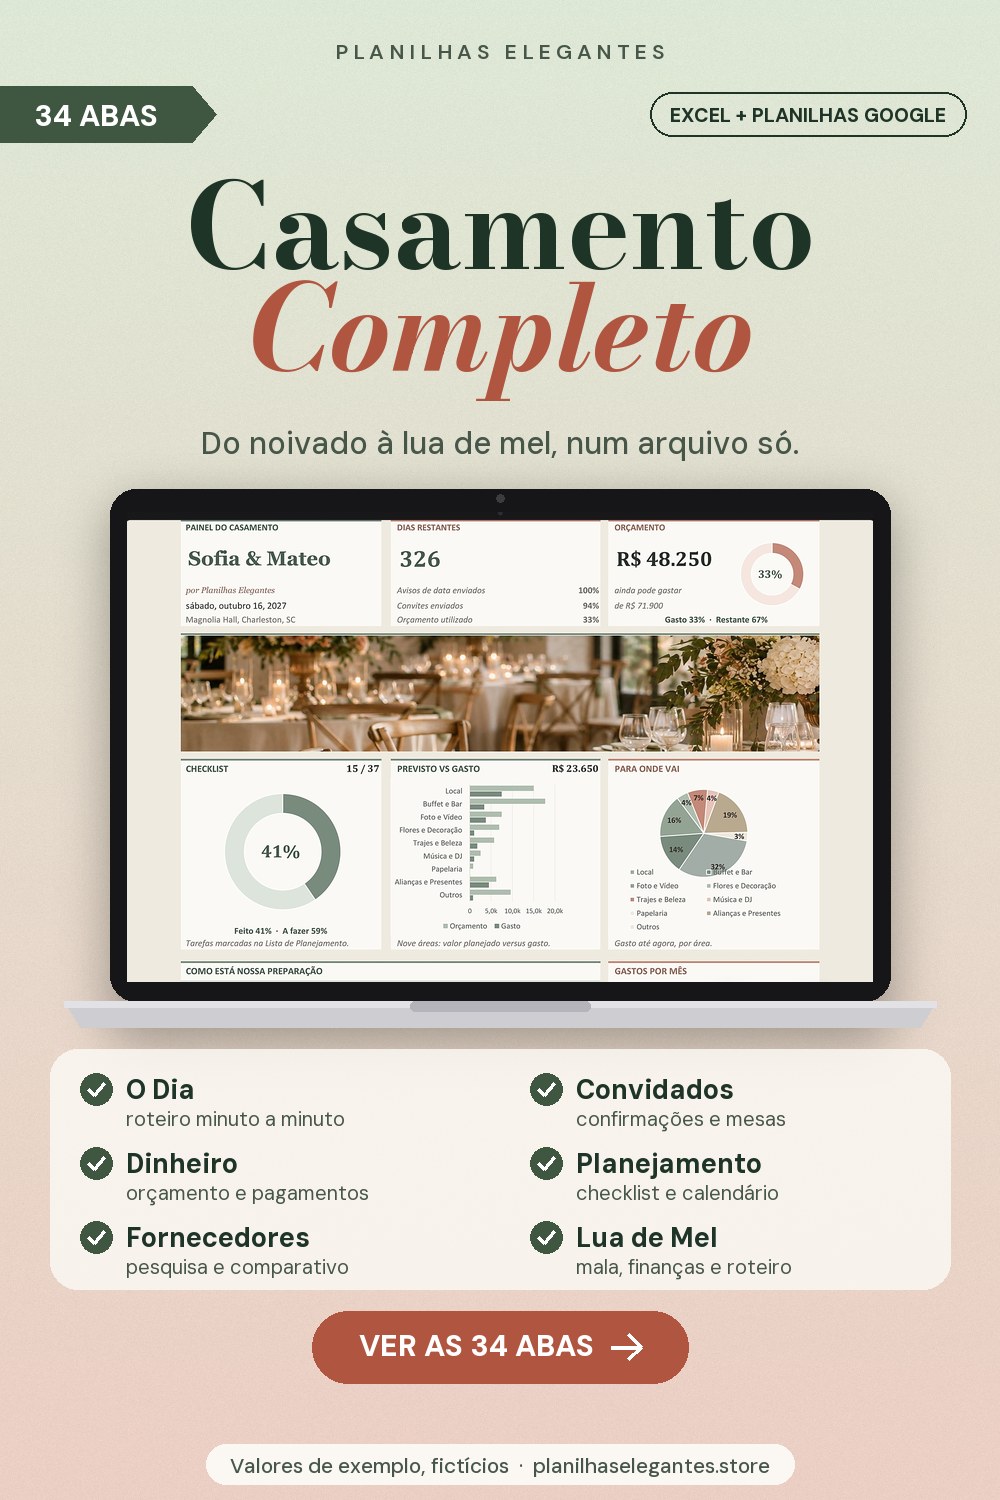 PLANILHAS ELEGANTES
34 ABAS
EXCEL + PLANILHAS GOOGLE
Casamento
Completo
Do noivado à lua de mel, num arquivo só.
PAINEL DO CASAMENTO
Sofia & Mateo
por Planilhas Elegantes
sábado, outubro 16, 2027
Magnolia Hall, Charleston, SC
DIAS RESTANTES
326
Avisos de data enviados 100%
Convites enviados 94%
Orçamento utilizado 33%
ORÇAMENTO
R$ 48.250
ainda pode gastar
de R$ 71.900
33%
Gasto 33% · Restante 67%
CHECKLIST 15 / 37
41%
Feito 41% · A fazer 59%
Tarefas marcadas na Lista de Planejamento.
PREVISTO VS GASTO R$ 23.650
Local
Buffet e Bar
Foto e Vídeo
Flores e Decoração
Trajes e Beleza
Música e DJ
Papelaria
Alianças e Presentes
Outros
0 5,0k 10,0k 15,0k 20,0k
Orçamento Gasto
Nove áreas: valor planejado versus gasto.
PARA ONDE VAI
4% 7% 4%
19%
16%
3%
14%
32%
Buffet e Bar
Foto e Vídeo Flores e Decoração
Trajes e Beleza Música e DJ
Papelaria Alianças e Presentes
Outros
Gasto até agora, por área.
COMO ESTÁ NOSSA PREPARAÇÃO
GASTOS POR MÊS
O Dia
roteiro minuto a minuto
Convidados
confirmações e mesas
Dinheiro
orçamento e pagamentos
Planejamento
checklist e calendário
Fornecedores
pesquisa e comparativo
Lua de Mel
mala, finanças e roteiro
VER AS 34 ABAS →
Valores de exemplo, fictícios · planilhaselegantes.store